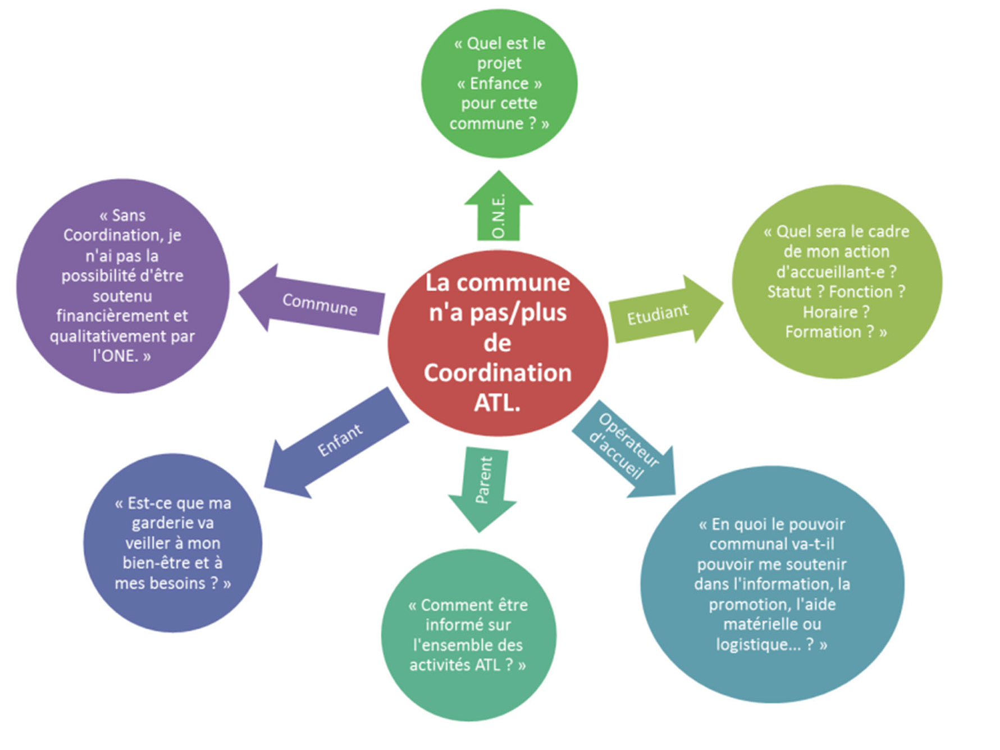 « Quel est le
projet
« Enfance »
pour cette
commune ? »
O.N.E.
« Sans
Coordination, je
n'ai pas la
possibilité d'être
soutenu
financièrement et
qualitativement par
l'ONE. »
Commune
La commune
n'a pas/plus
de
Coordination
ATL.
Etudiant
« Quel sera le cadre
de mon action
d'accueillant-e ?
Statut ? Fonction ?
Horaire ?
Formation ? »
Enfant
« Est-ce que ma
garderie va
veiller à mon
bien-être et à
mes besoins ? »
Parent
« Comment être
informé sur
l'ensemble des
activités ATL ? »
Opérateur
d'accueil
« En quoi le pouvoir
communal va-t-il
pouvoir me soutenir
dans l'information, la
promotion, l'aide
matérielle ou
logistique... ? »